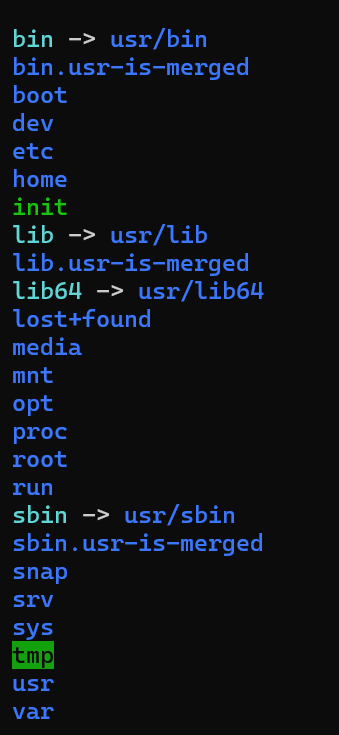 bin -> usr/bin
bin.usr-is-merged
boot
dev
etc
home
init
lib -> usr/lib
lib.usr-is-merged
lib64 -> usr/lib64
lost+found
media
mnt
opt
proc
root
run
sbin -> usr/sbin
sbin.usr-is-merged
snap
srv
sys
tmp
usr
var